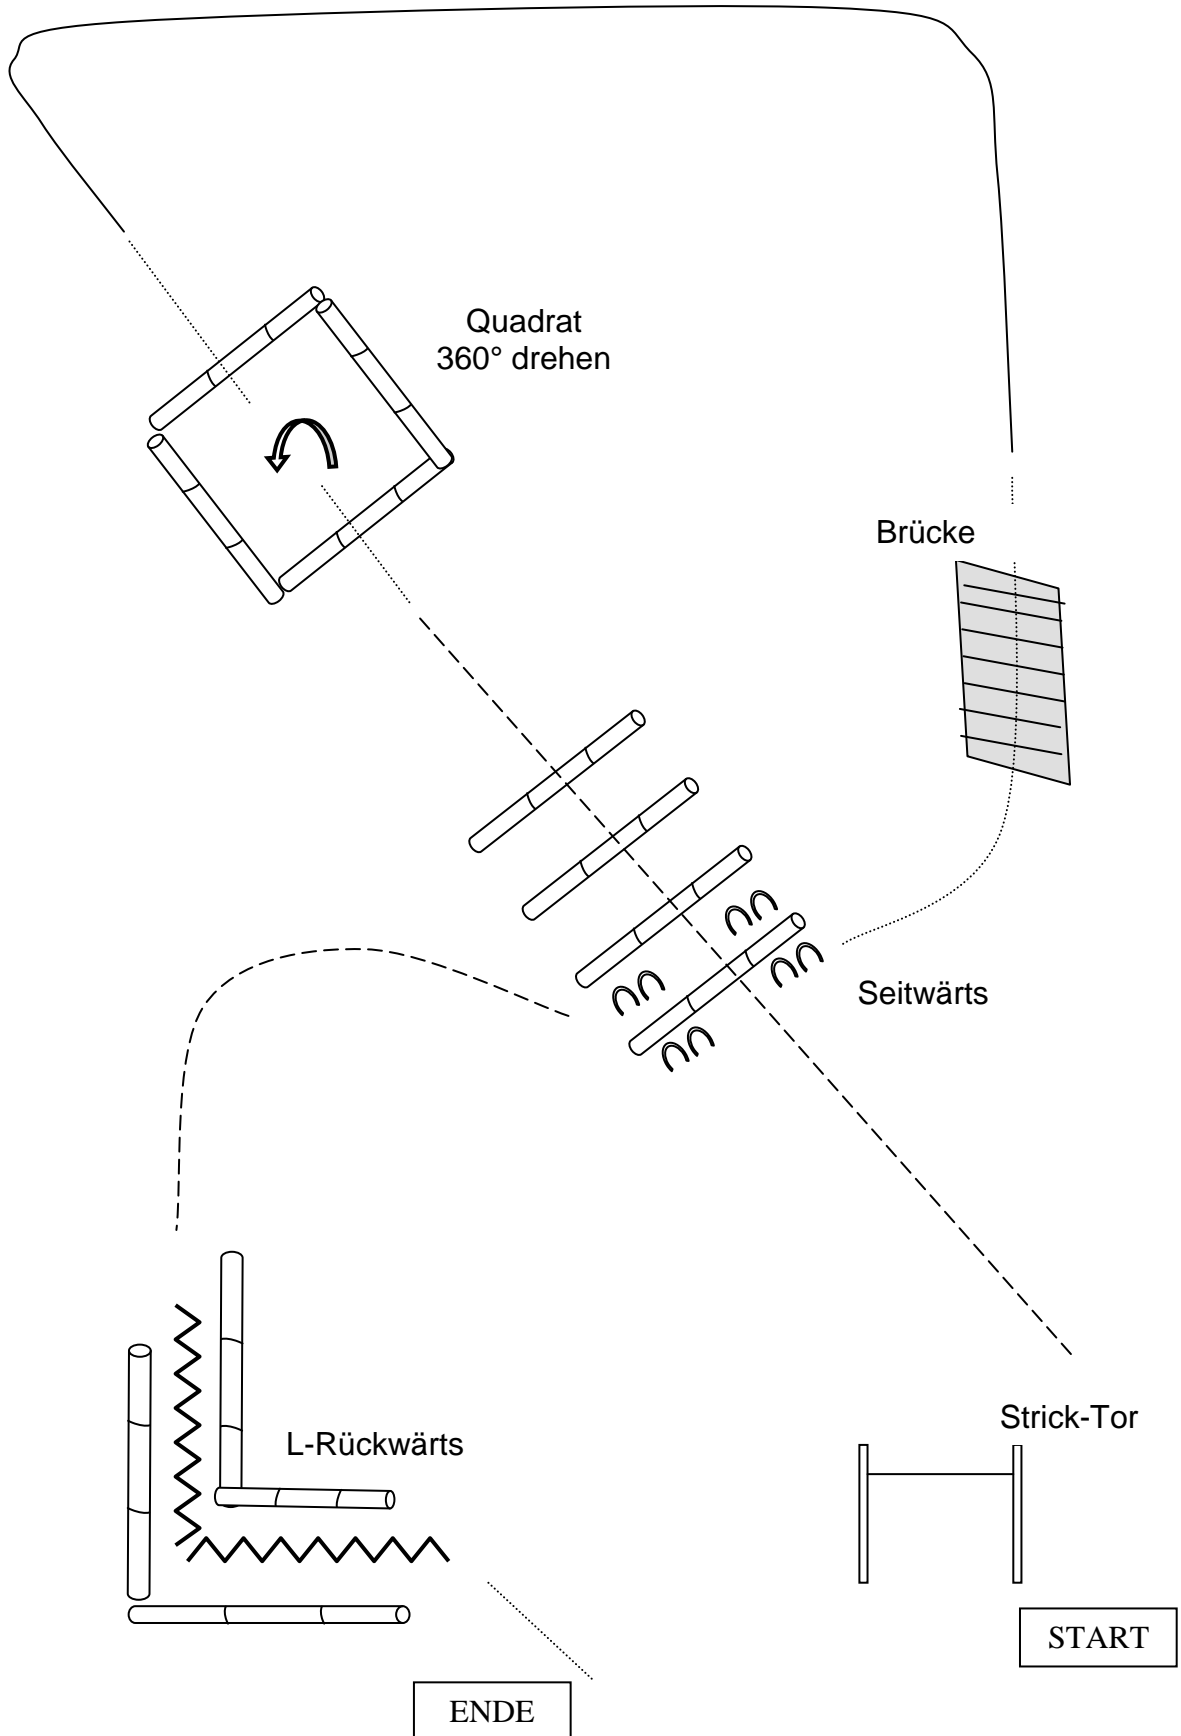 Quadrat
360° drehen
Brücke
Seitwärts
Strick-Tor
L-Rückwärts
START
ENDE